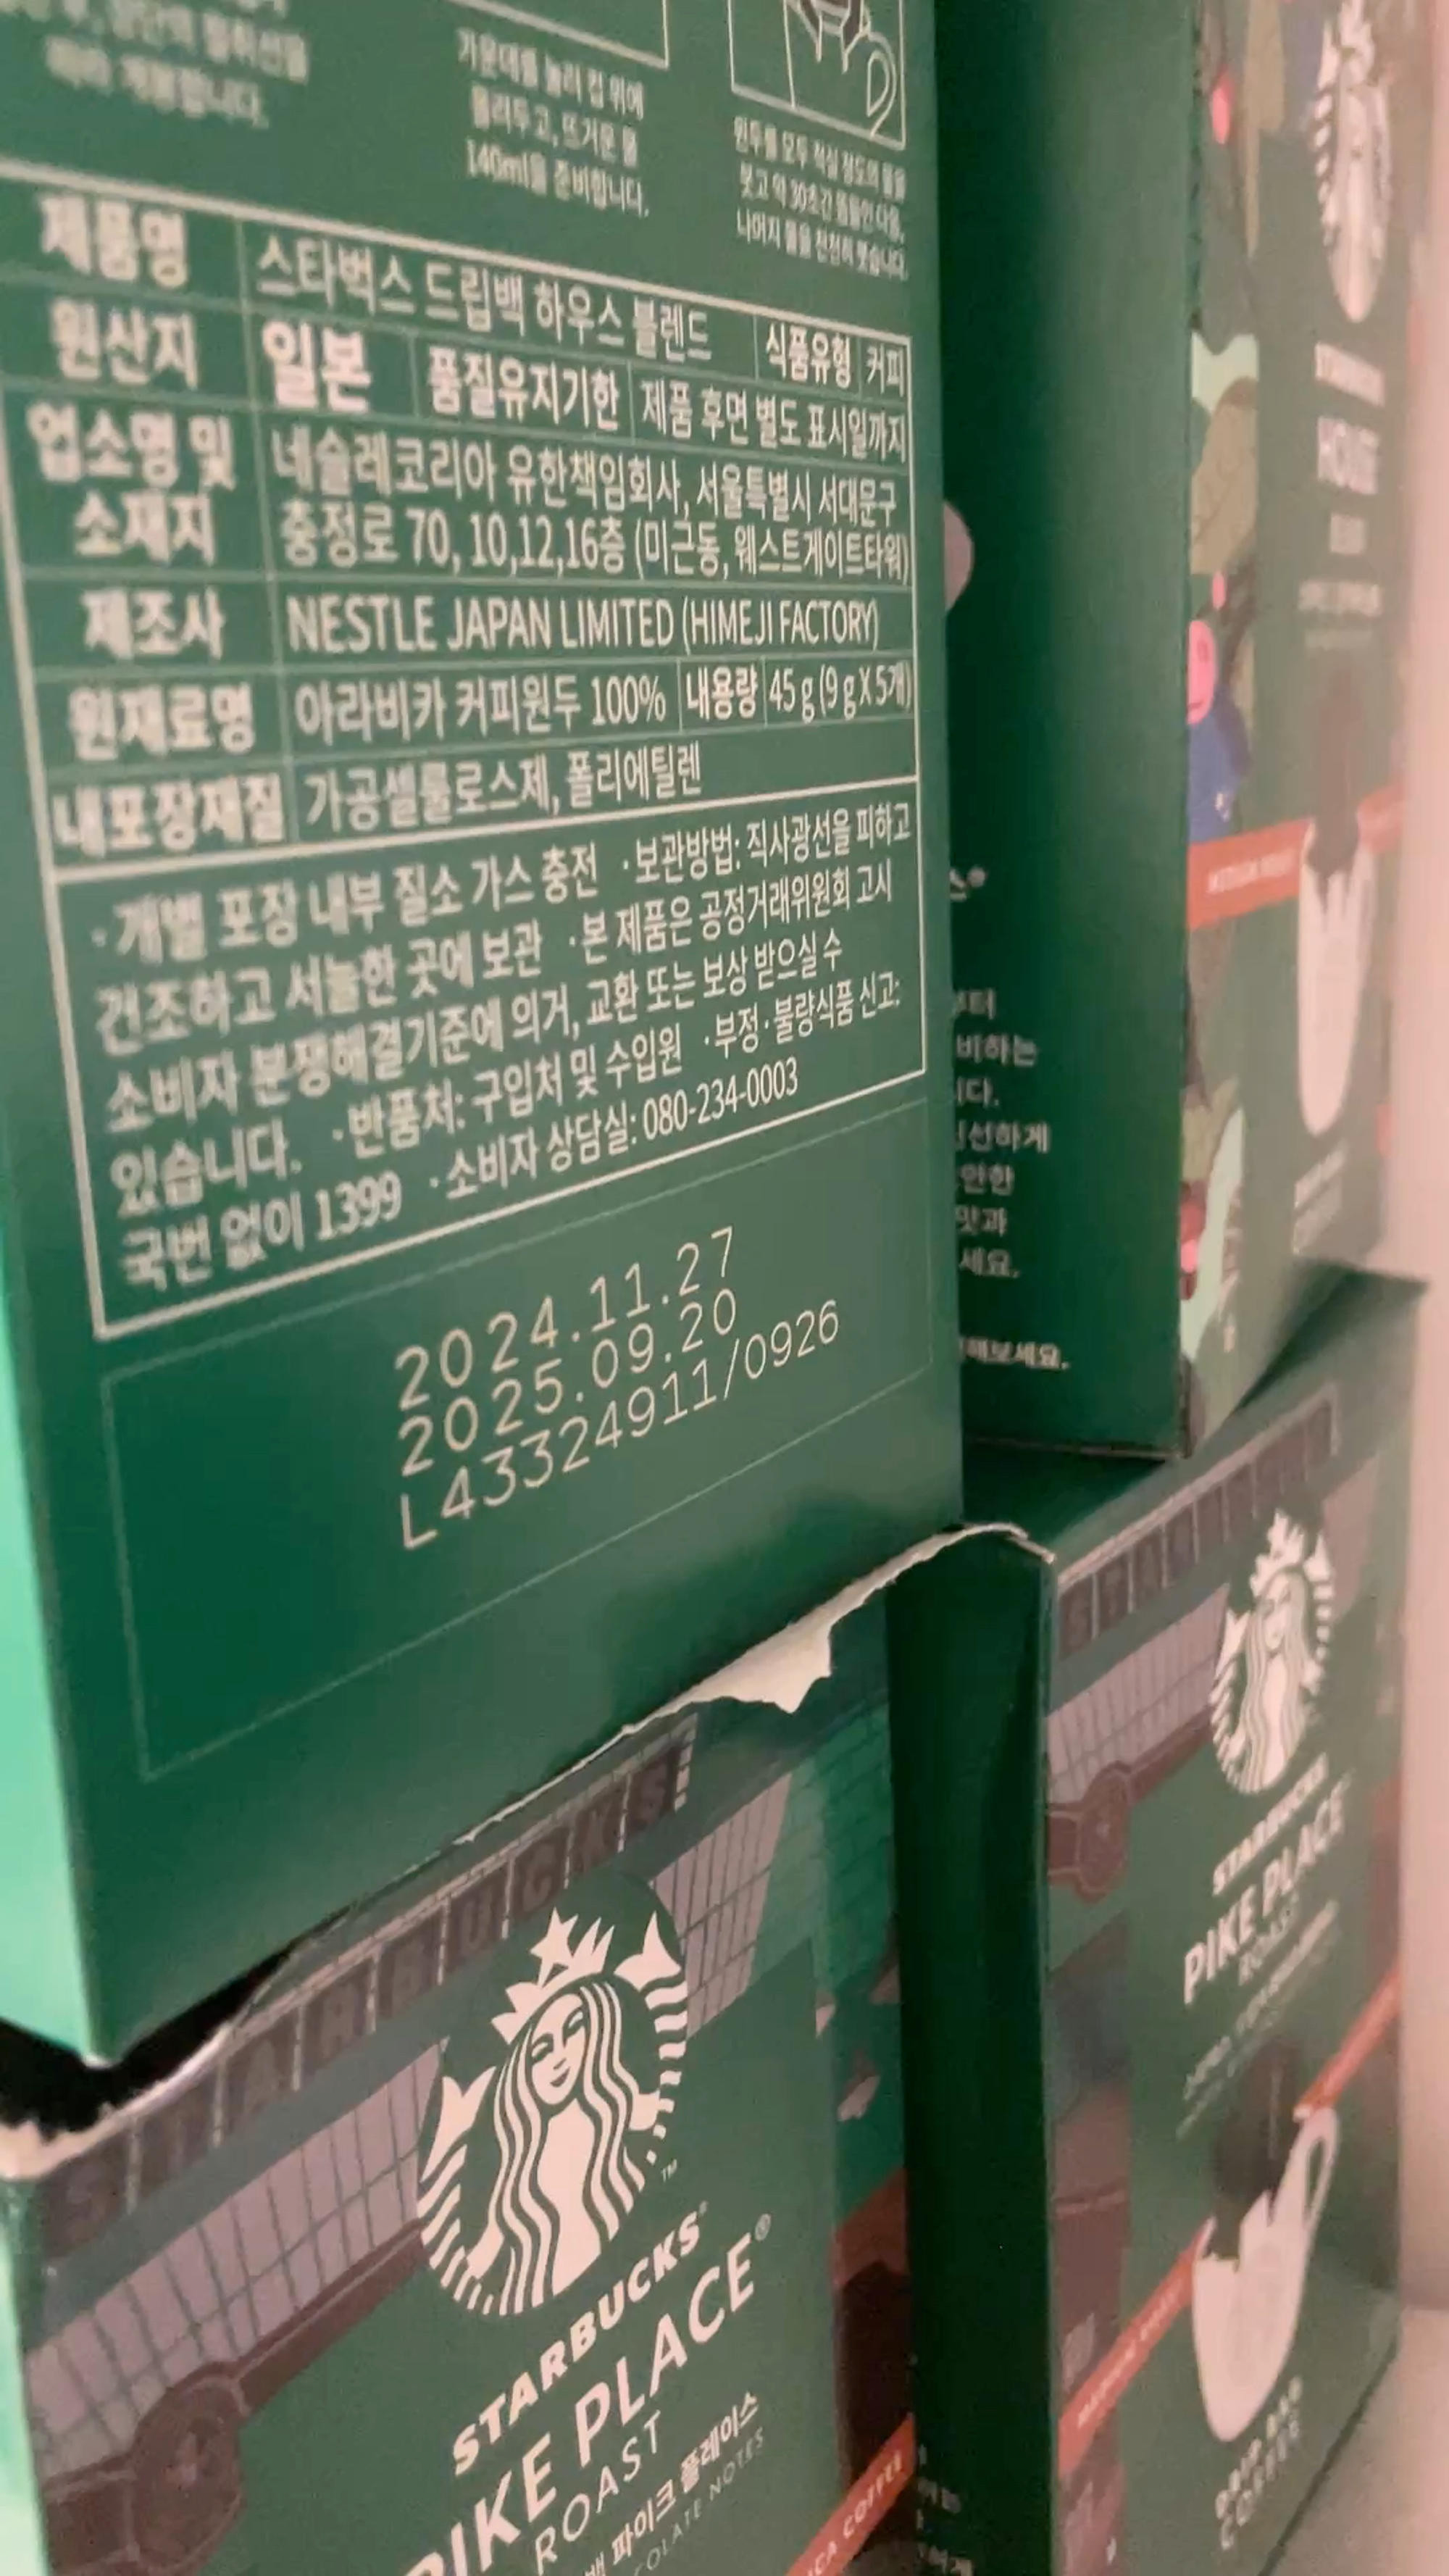 가운데를 눌러 컵 위에
올려두고, 뜨거운 물
140ml을 준비합니다.
원두를 모두 적실 정도의 물을
붓고 약 30초간 뜸들인 다음,
나머지 물을 천천히 붓습니다.
제품명 스타벅스 드립백 하우스 블렌드 식품유형 커피
원산지 일본 품질유지기한 제품 후면 별도 표시일까지
업소명 및 소재지 네슬레코리아 유한책임회사, 서울특별시 서대문구
충정로 70, 10,12,16층 (미근동, 웨스트게이트타워)
제조사 NESTLE JAPAN LIMITED (HIMEJI FACTORY)
원재료명 아라비카 커피원두 100% 내용량 45 g (9 g X 5개)
내포장재질 가공셀룰로스제, 폴리에틸렌
·개별 포장 내부 질소 가스 충전 ·보관방법: 직사광선을 피하고
건조하고 서늘한 곳에 보관 ·본 제품은 공정거래위원회 고시
소비자 분쟁해결기준에 의거, 교환 또는 보상 받으실 수
있습니다. ·반품처: 구입처 및 수입원 ·부정·불량식품 신고:
국번 없이 1399 ·소비자 상담실: 080-234-0003
2024.11.27
2025.09.20
L43324911/0926
비하는
세요.
해보세요.
HOUSE
STARBUCKS
TM
STARBUCKS®
PIKE PLACE®
ROAST
파이크 플레이스
NOTES
COFFEE
STARBUCKS
PIKE PLACE
ROAST